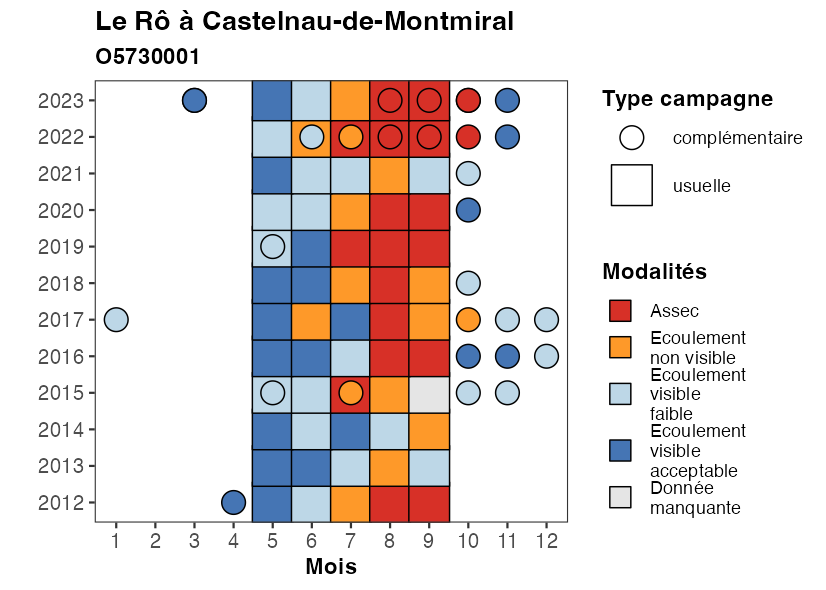 Le Rô à Castelnau-de-Montmiral
O5730001
2023
2022
2021
2020
2019
2018
2017
2016
2015
2014
2013
2012
1 2 3 4 5 6 7 8 9 10 11 12
Mois
Type campagne
complémentaire
usuelle
Modalités
Assec
Ecoulement
non visible
Ecoulement
visible
faible
Ecoulement
visible
acceptable
Donnée
manquante